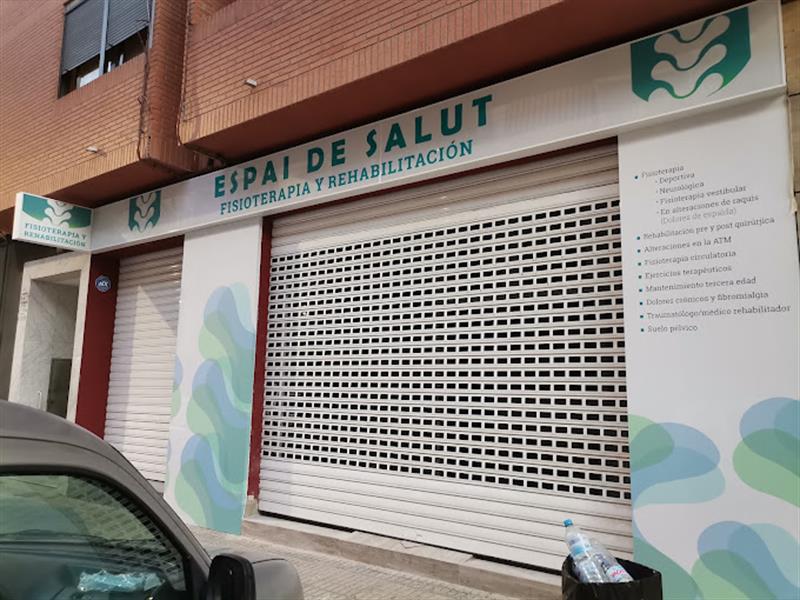 ESPAI DE SALUT
FISIOTERAPIA Y REHABILITACIÓN
FISIOTERAPIA Y
REHABILITACIÓN
• Fisioterapia
- Deportiva
- Neurológica
- Fisioterapia vestibular
- En alteraciones de raquis
(Dolores de espalda)
• Rehabilitación pre y post quirúrjica
• Alteraciones en la ATM
• Fisioterapia circulatoria
• Ejercicios terapéuticos
• Mantenimiento tercera edad
• Dolores crónicos y fibromialgia
• Traumatólogo/médico rehabilitador
• Suelo pélvico